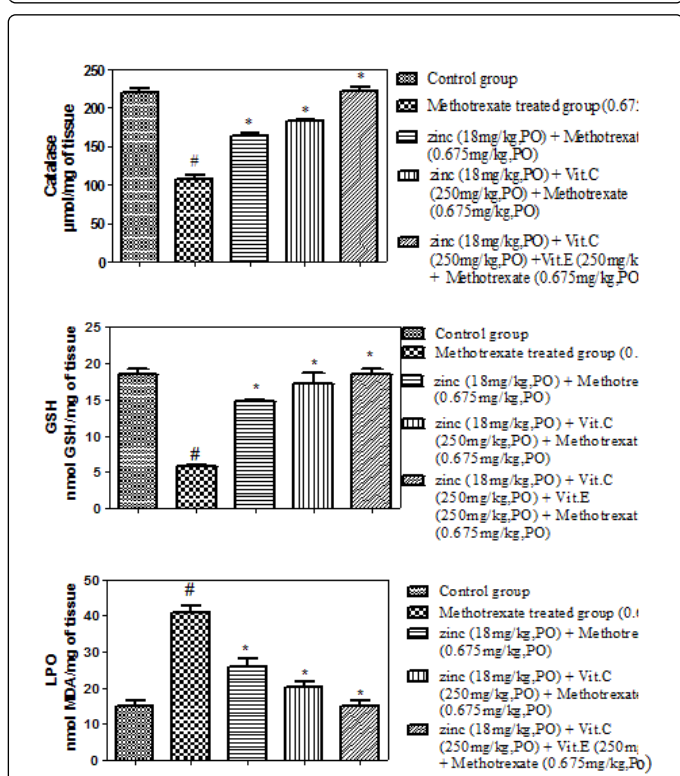 250
200
150
100
50
0
Catalase
µmol/mg of tissue
#
*
*
*
Control group
Methotrexate treated group (0.67
zinc (18mg/kg,PO) + Methotrexat
(0.675mg/kg,PO)
zinc (18mg/kg,PO) + Vit.C
(250mg/kg,PO) + Methotrexate
(0.675mg/kg,PO)
zinc (18mg/kg,PO) + Vit.C
(250mg/kg,PO) +Vit.E (250mg/k
+ Methotrexate (0.675mg/kg,PO
25
20
15
10
5
0
GSH
nmol GSH/mg of tissue
#
*
*
*
Control group
Methotrexate treated group (0.
zinc (18mg/kg,PO) + Methotre
(0.675mg/kg,PO)
zinc (18mg/kg,PO) + Vit.C
(250mg/kg,PO) + Methotrexat
(0.675mg/kg,PO)
zinc (18mg/kg,PO) + Vit.C
(250mg/kg,PO) + Vit.E
(250mg/kg,PO) + Methotrexat
(0.675mg/kg,PO)
50
40
30
20
10
0
LPO
nmol MDA/mg of tissue
#
*
*
*
Control group
Methotrexate treated group (0.6
zinc (18mg/kg,PO) + Methotre
(0.675mg/kg,PO)
zinc (18mg/kg,PO) + Vit.C
(250mg/kg,PO) + Methotrexate
(0.675mg/kg,PO)
zinc (18mg/kg,PO) + Vit.C
(250mg/kg,PO) + Vit.E (250m
+ Methotrexate (0.675mg/kg,Po)